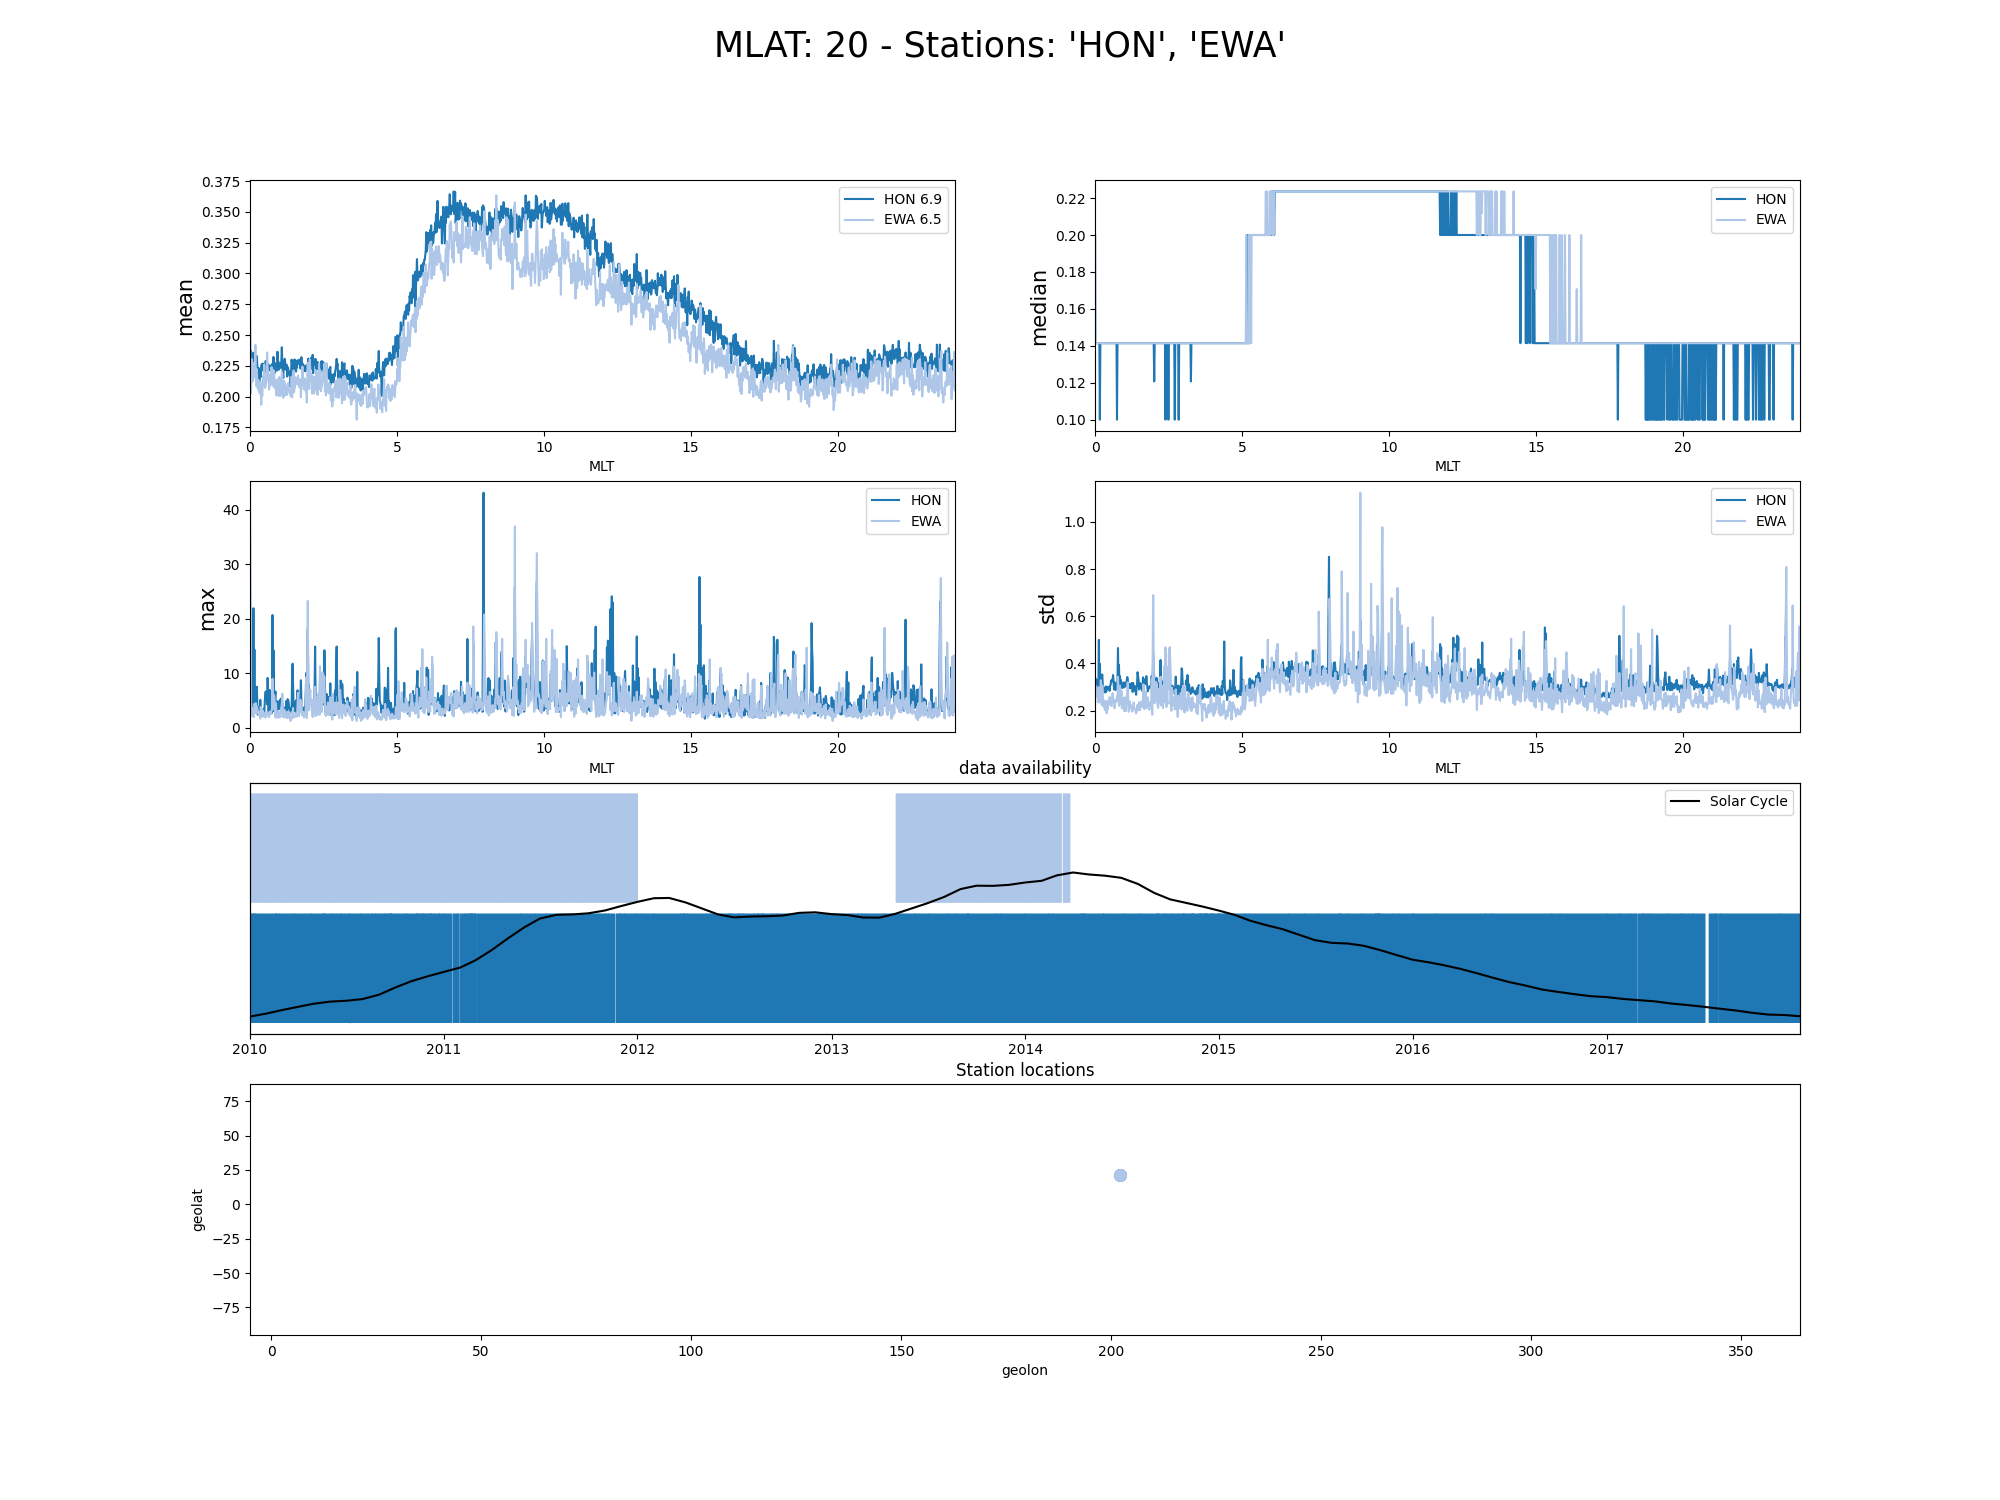 MLAT: 20 - Stations: 'HON', 'EWA'
mean
0.375
0.350
0.325
0.300
0.275
0.250
0.225
0.200
0.175
0 5 10 15 20
MLT
HON 6.9
EWA 6.5
median
0.22
0.20
0.18
0.16
0.14
0.12
0.10
0 5 10 15 20
MLT
HON
EWA
max
40
30
20
10
0
0 5 10 15 20
MLT
HON
EWA
std
1.0
0.8
0.6
0.4
0.2
0 5 10 15 20
MLT
HON
EWA
data availability
Solar Cycle
2010 2011 2012 2013 2014 2015 2016 2017
Station locations
geolat
75
50
25
0
−25
−50
−75
0 50 100 150 200 250 300 350
geolon